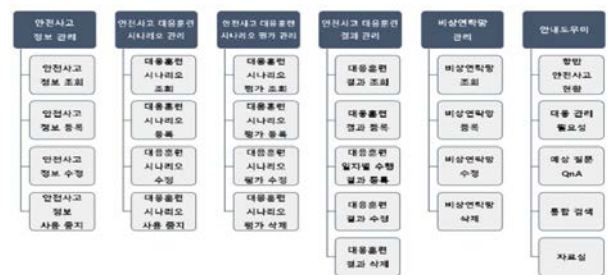 안전사고
정보 관리
안전사고
정보 조회
안전사고
정보 등록
안전사고
정보 수정
안전사고
정보
사용 중지
안전사고 대응훈련
시나리오 관리
대응훈련
시나리오
조회
대응훈련
시나리오
등록
대응훈련
시나리오
수정
대응훈련
시나리오
사용 중지
안전사고 대응훈련
시나리오 평가 관리
대응훈련
시나리오
평가 조회
대응훈련
시나리오
평가 등록
대응훈련
시나리오
평가 수정
대응훈련
시나리오
평가 삭제
안전사고 대응훈련
결과 관리
대응훈련
결과 조회
대응훈련
결과 등록
대응훈련
일자별 수행
결과 등록
대응훈련
결과 수정
대응훈련
결과 삭제
비상연락망
관리
비상연락망
조회
비상연락망
등록
비상연락망
수정
비상연락망
삭제
안내도우미
항만
안전사고
현황
대응 관리
필요성
예상 질문
QnA
통합 검색
자료실